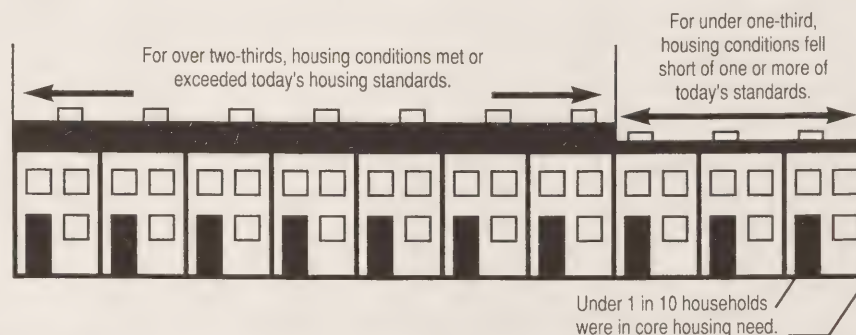 For over two-thirds, housing conditions met or
exceeded today's housing standards.
For under one-third,
housing conditions fell
short of one or more of
today's standards.
Under 1 in 10 households
were in core housing need.